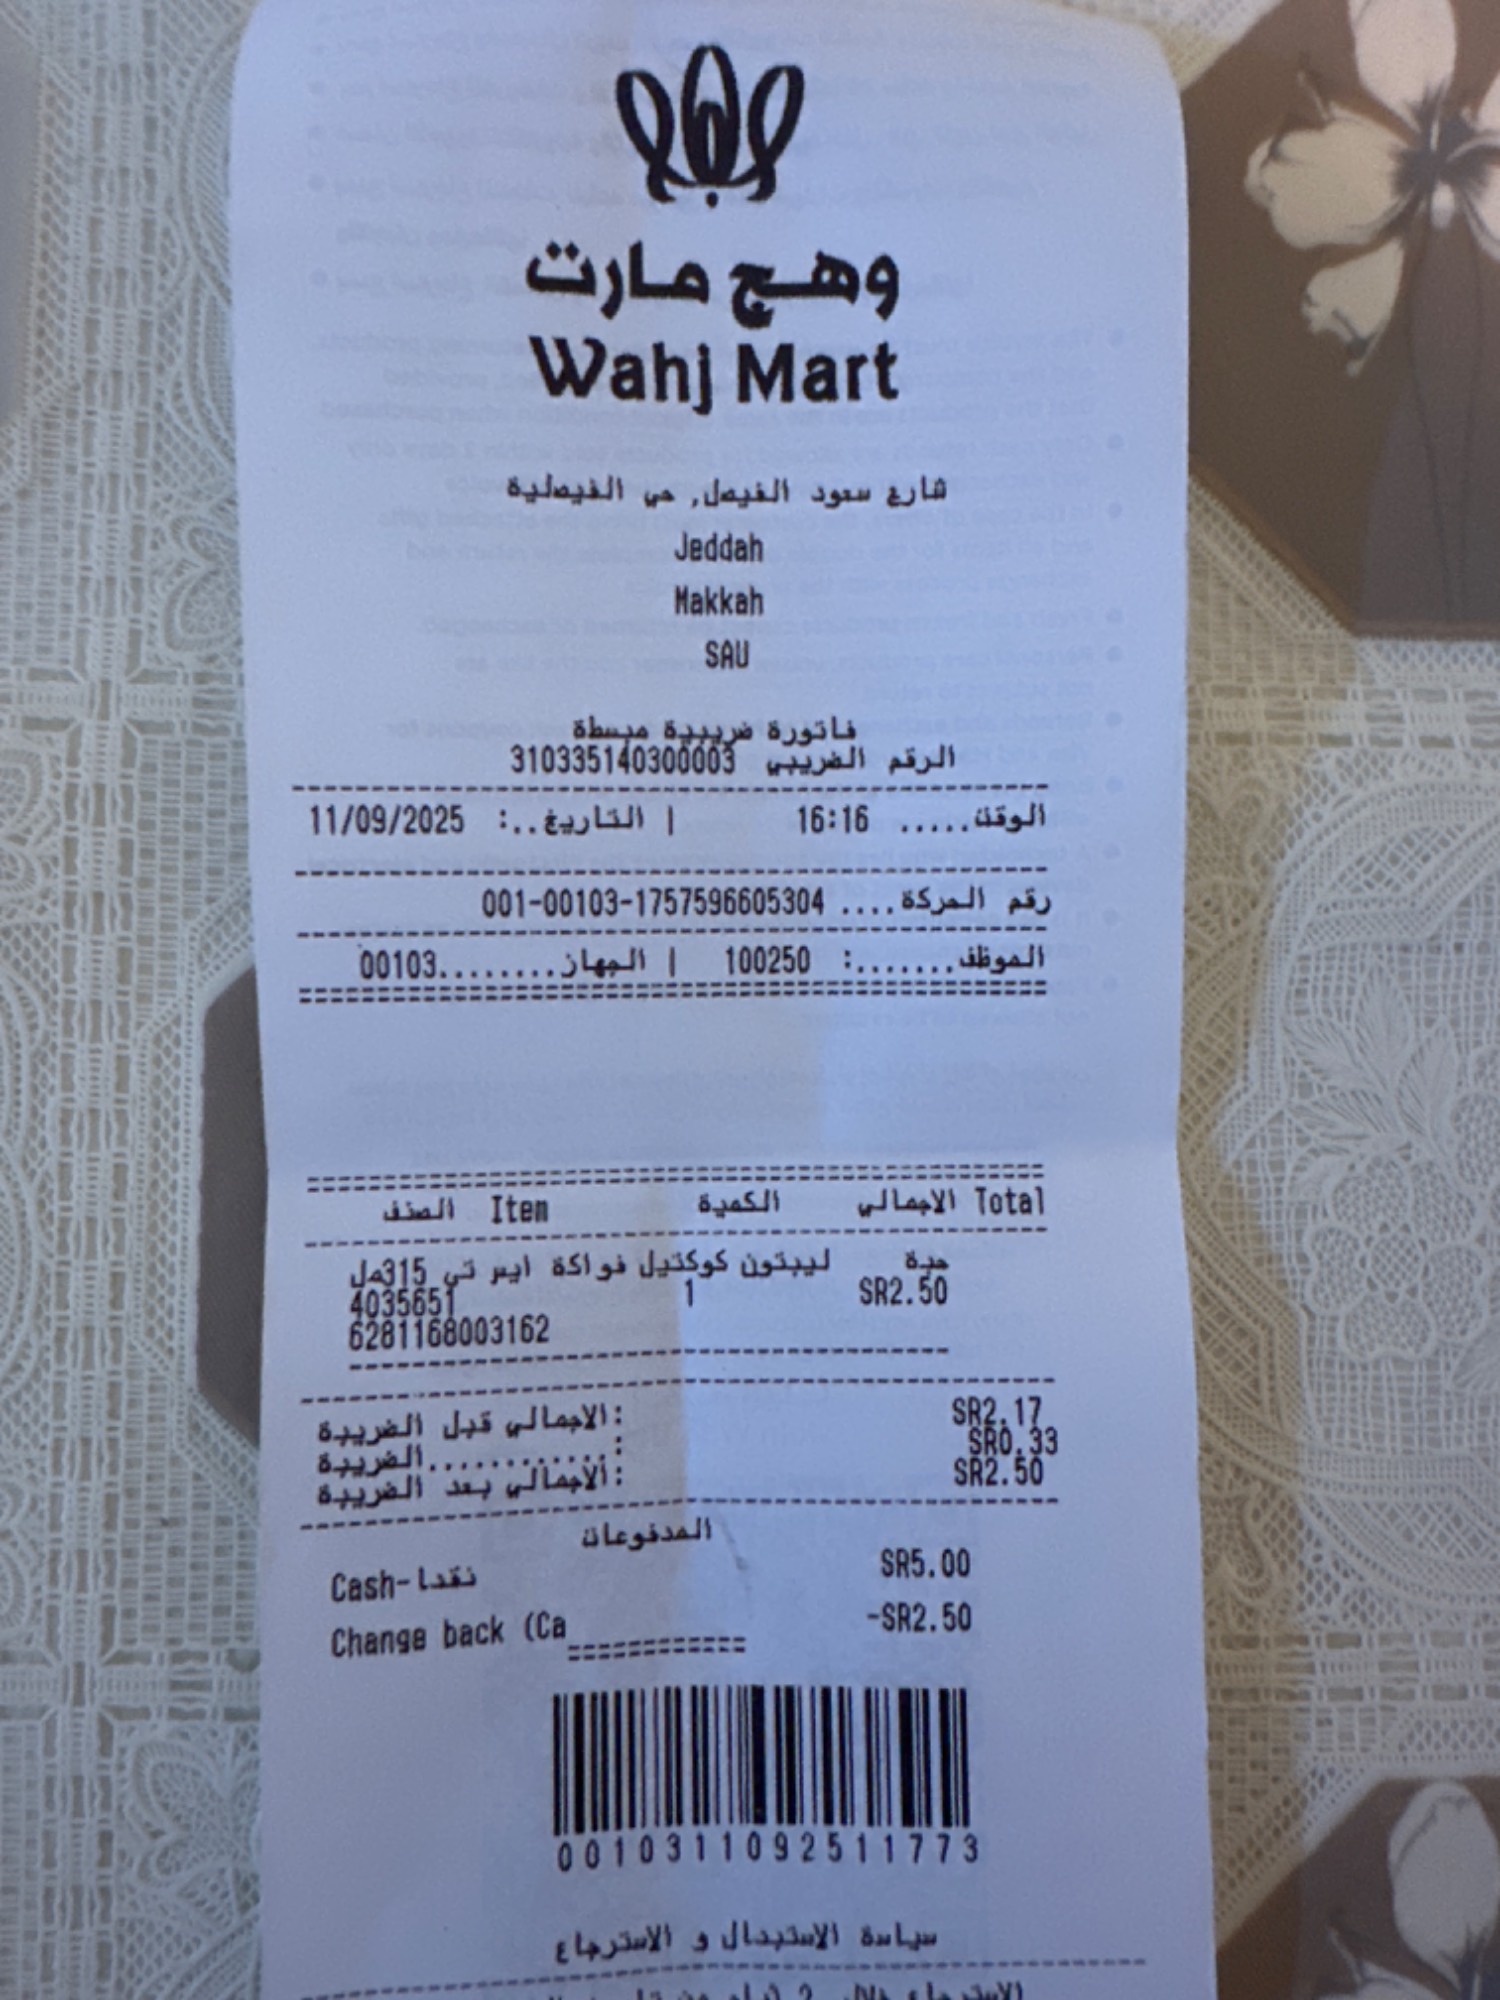 وهج مارت
Wahj Mart
شارع سعود الفيصل, حي الفيصلية
Jeddah
Makkah
SAU
فاتورة ضريبية مبسطة
الرقم الضريبي 310335140300003
الوقت..... 16:16 | التاريخ..: 11/09/2025
رقم الحركة.... 001-00103-1757596605304
الموظف.......: 100250 | الجهاز........00103
Total الاجمالي الكمية Item الصنف
ليبتون كوكتيل فواكة ايس تي 315مل حبة
4035651 1 SR2.50
6281168003162
الاجمالي قبل الضريبة: SR2.17
الضريبة............: SR0.33
الاجمالي بعد الضريبة: SR2.50
المدفوعات
Cash-نقدا SR5.00
Change back (Ca -SR2.50
0010311092511773
سياسة الاستبدال و الاسترجاع
الاسترجاع خلال 2